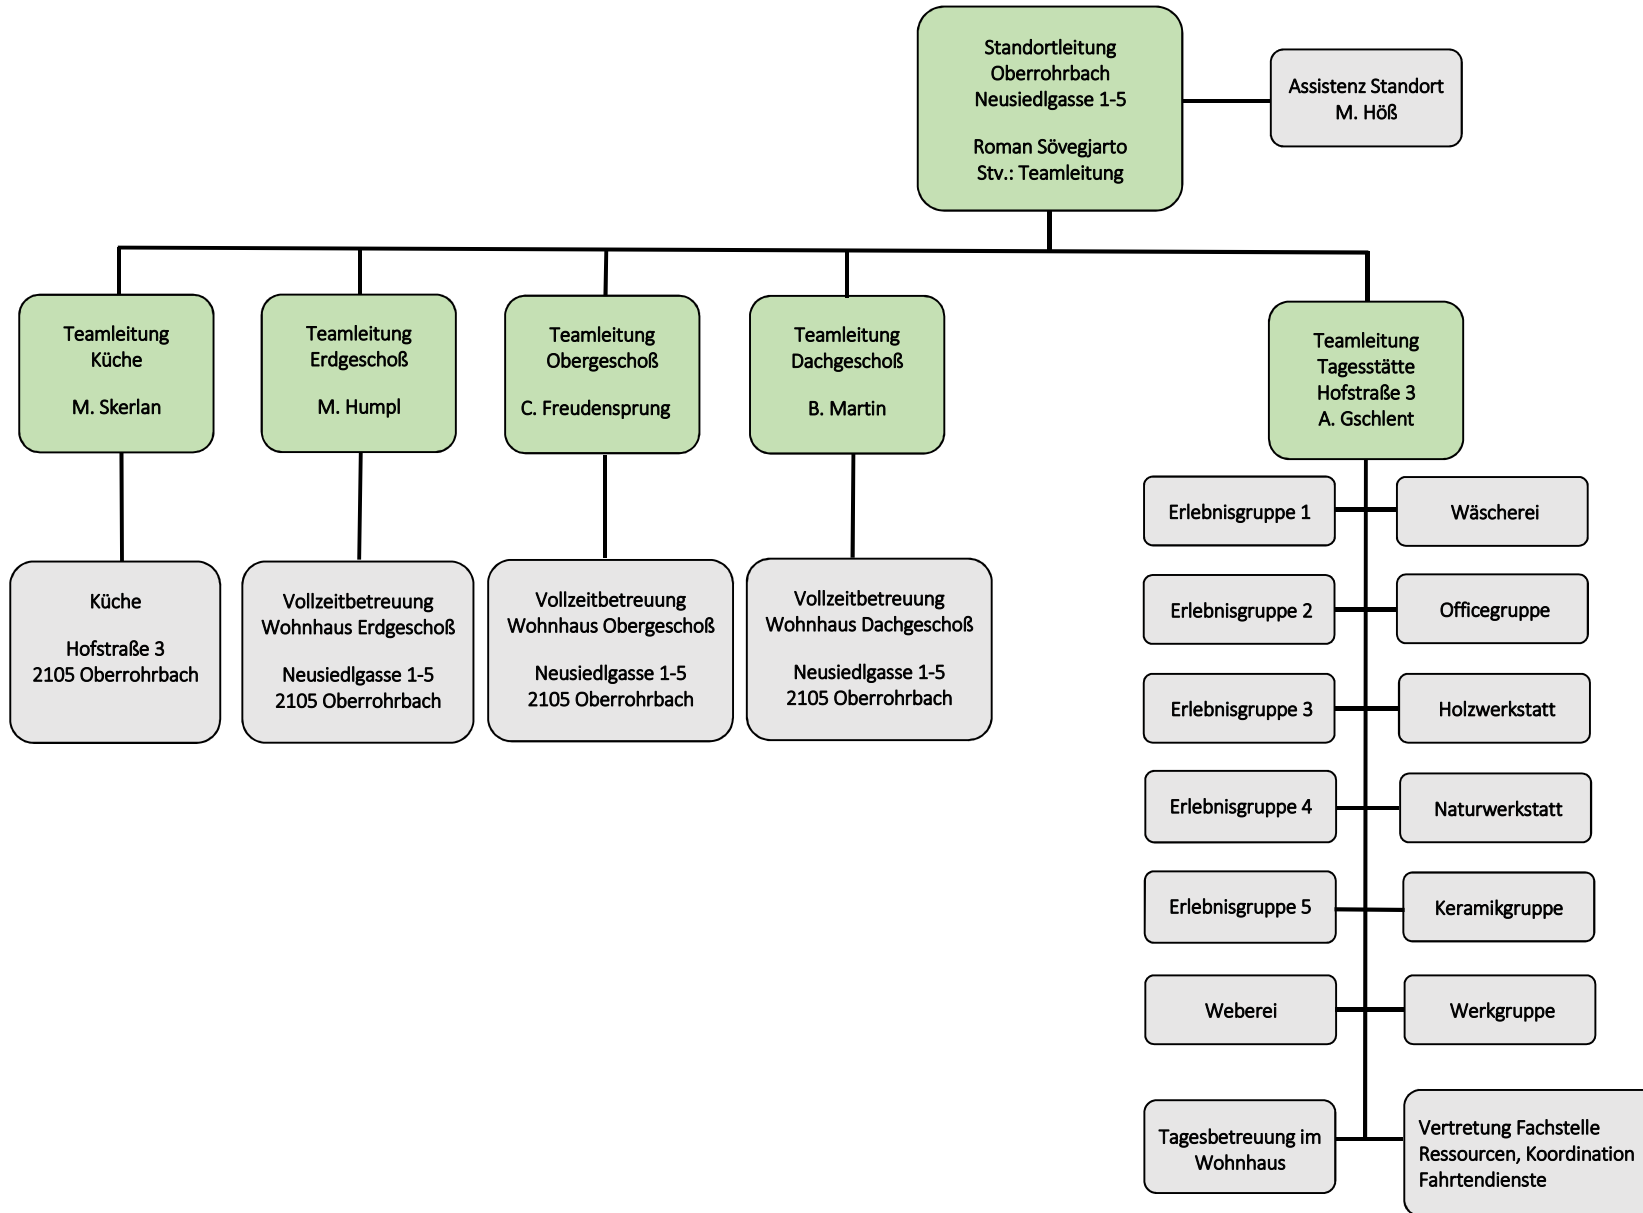 Standortleitung
Oberrohrbach
Neusiedlgasse 1-5
Roman Sövegjarto
Stv.: Teamleitung
Assistenz Standort
M. Höß
Teamleitung
Küche
M. Skerlan
Teamleitung
Erdgeschoß
M. Humpl
Teamleitung
Obergeschoß
C. Freudensprung
Teamleitung
Dachgeschoß
B. Martin
Teamleitung
Tagesstätte
Hofstraße 3
A. Gschlent
Küche
Hofstraße 3
2105 Oberrohrbach
Vollzeitbetreuung
Wohnhaus Erdgeschoß
Neusiedlgasse 1-5
2105 Oberrohrbach
Vollzeitbetreuung
Wohnhaus Obergeschoß
Neusiedlgasse 1-5
2105 Oberrohrbach
Vollzeitbetreuung
Wohnhaus Dachgeschoß
Neusiedlgasse 1-5
2105 Oberrohrbach
Erlebnisgruppe 1
Wäscherei
Erlebnisgruppe 2
Officegruppe
Erlebnisgruppe 3
Holzwerkstatt
Erlebnisgruppe 4
Naturwerkstatt
Erlebnisgruppe 5
Keramikgruppe
Weberei
Werkgruppe
Tagesbetreuung im
Wohnhaus
Vertretung Fachstelle
Ressourcen, Koordination
Fahrtendienste